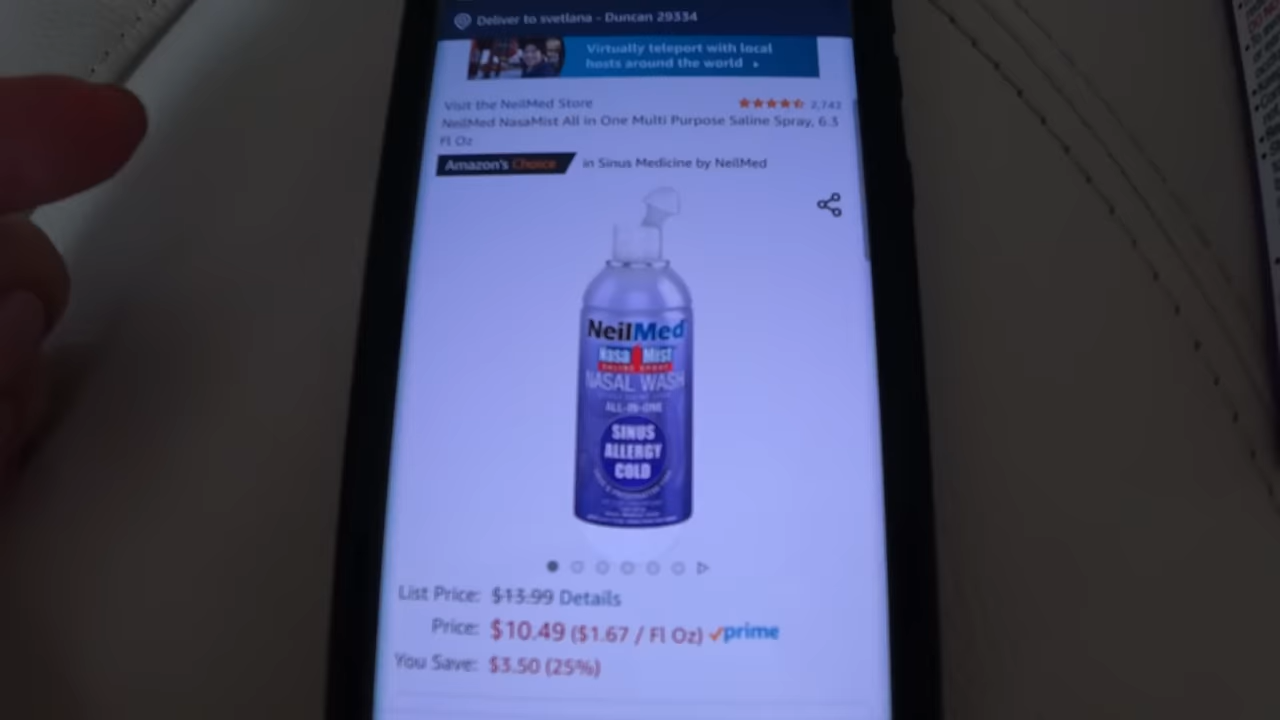 Deliver to svetlana - Duncan 29334
Virtually teleport with local
hosts around the world
Visit the NeilMed Store
2,742
NeilMed NasaMist All in One Multi Purpose Saline Spray, 6.3
Fl Oz
Amazon's Choice in Sinus Medicine by NeilMed
NeilMed
NasaMist
SALINE SPRAY
NASAL WASH
ALL-IN-ONE
SINUS
ALLERGY
COLD
List Price: $13.99 Details
Price: $10.49 ($1.67 / Fl Oz) prime
You Save: $3.50 (25%)